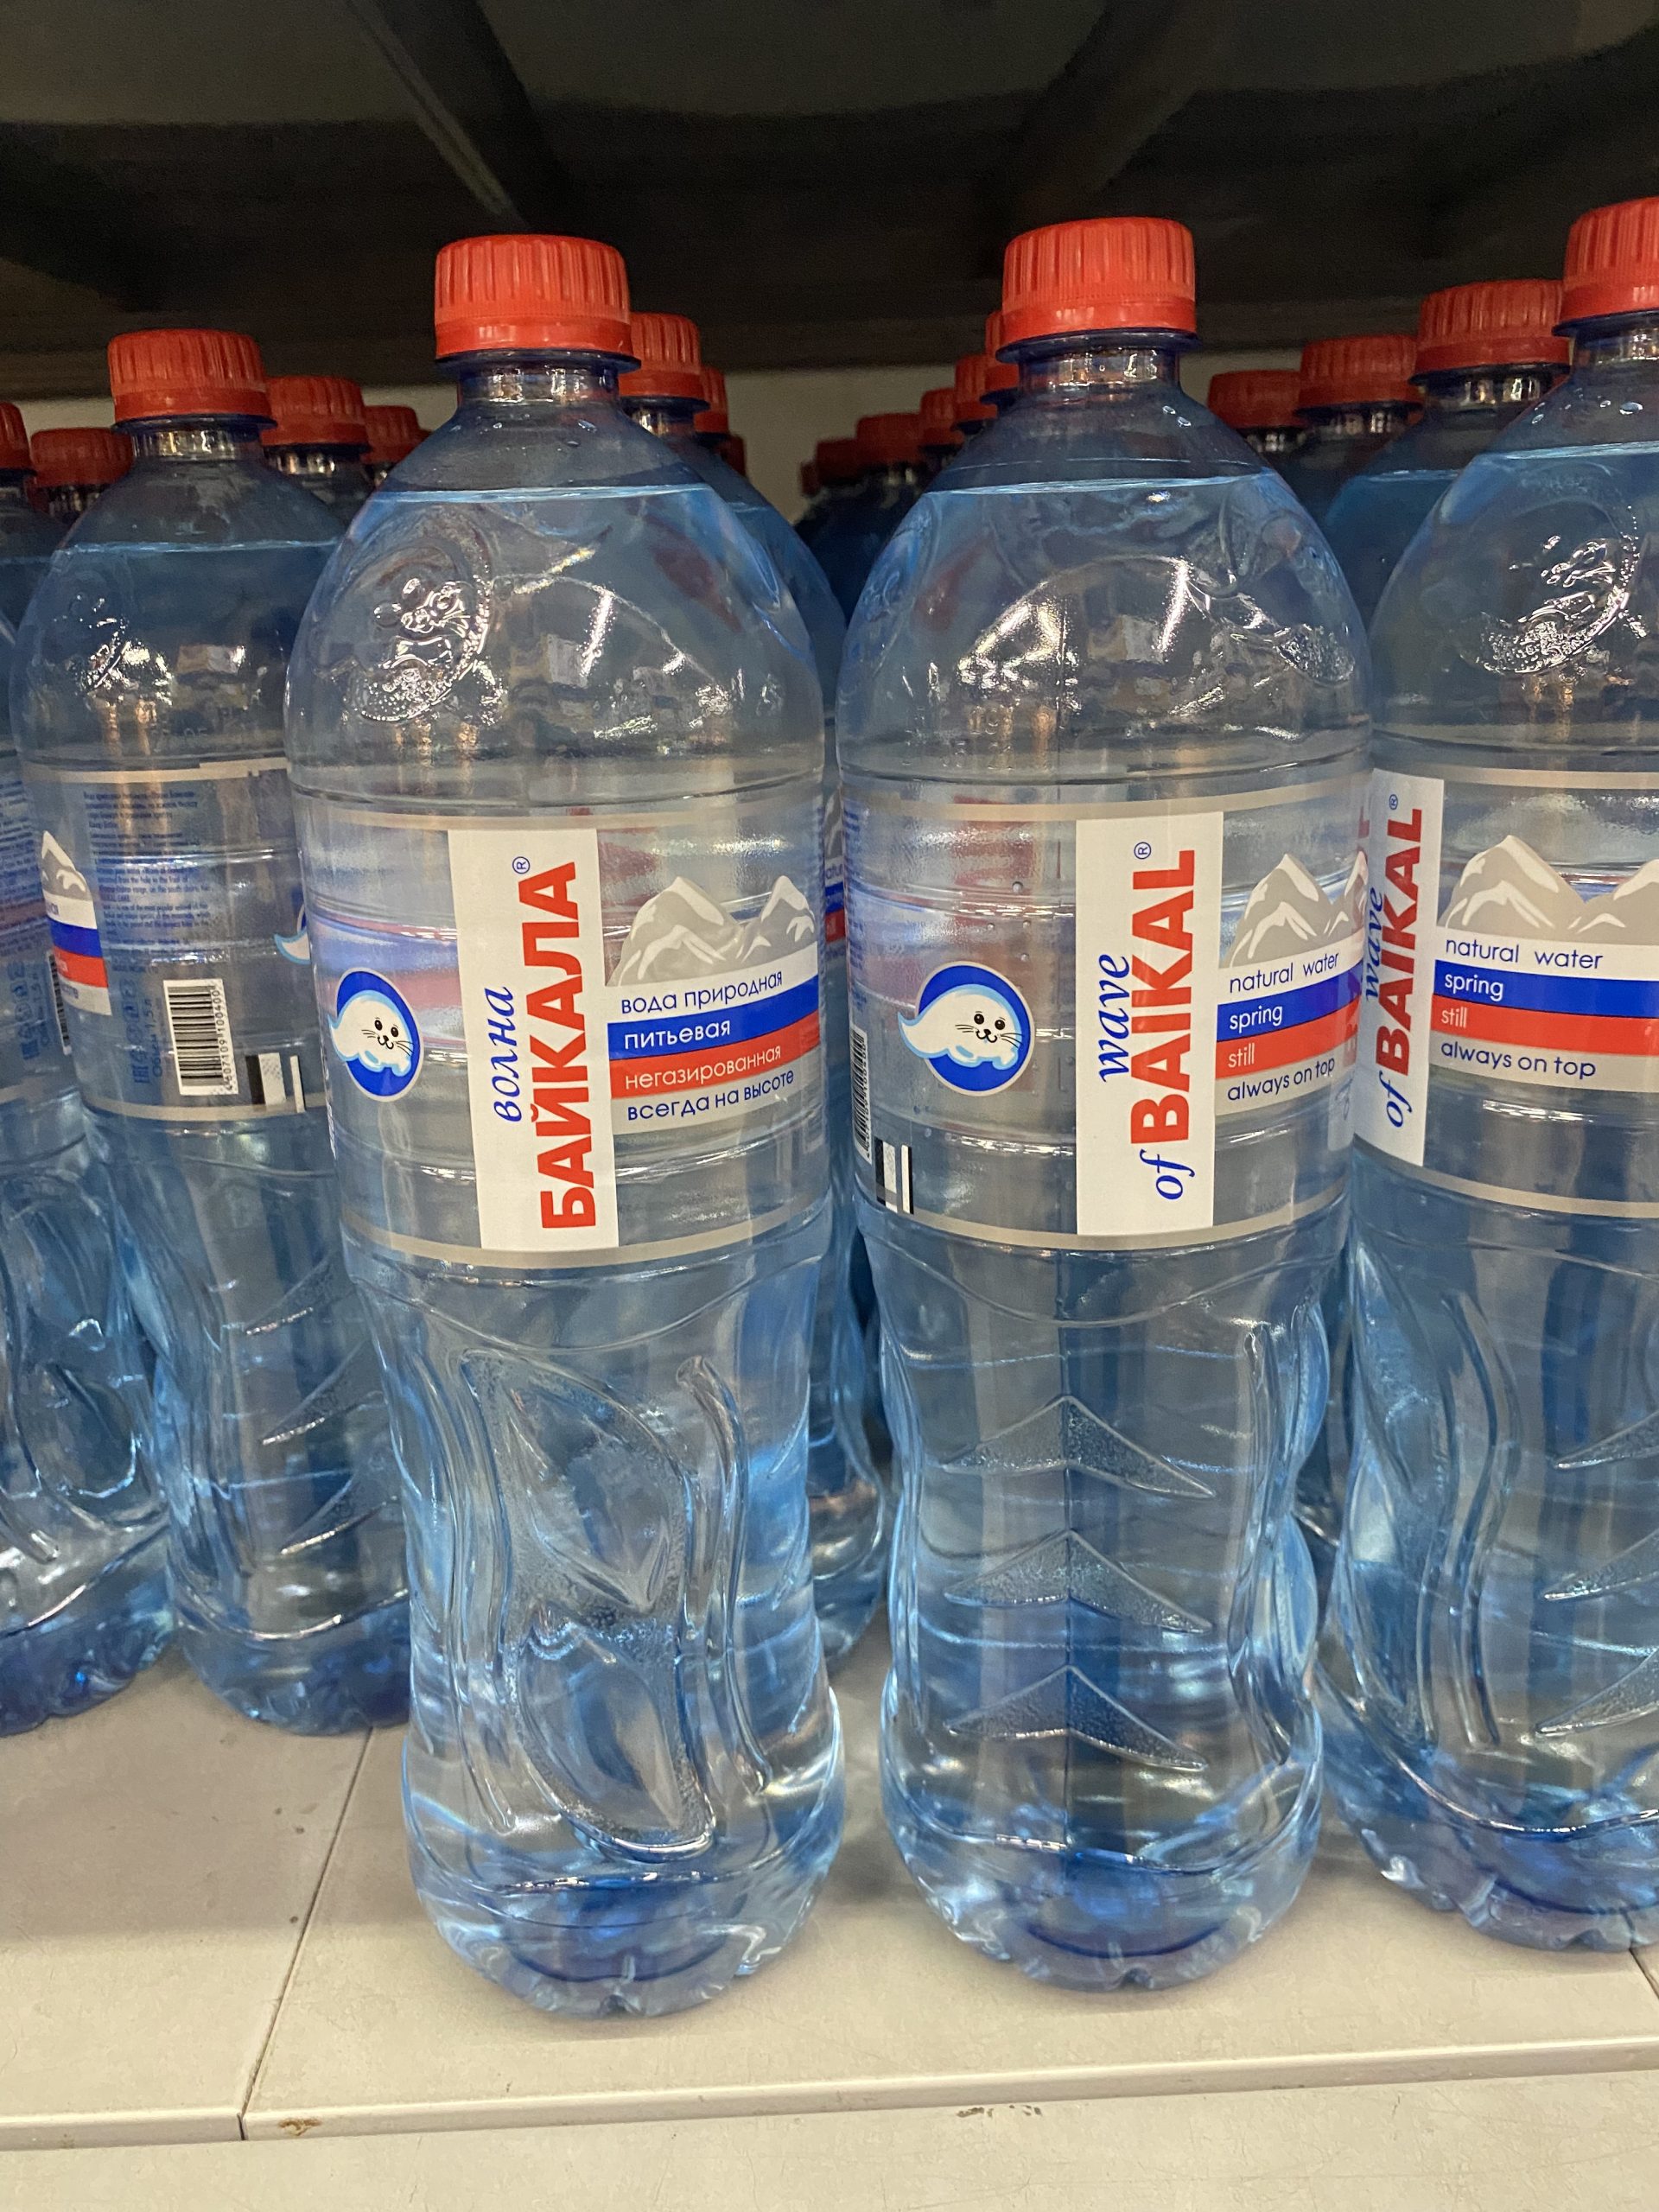 волна
БАЙКАЛА®
вода природная
питьевая
негазированная
всегда на высоте
wave
of BAIKAL®
natural water
spring
still
always on top
wave
of BAIKAL®
natural water
spring
still
always on top